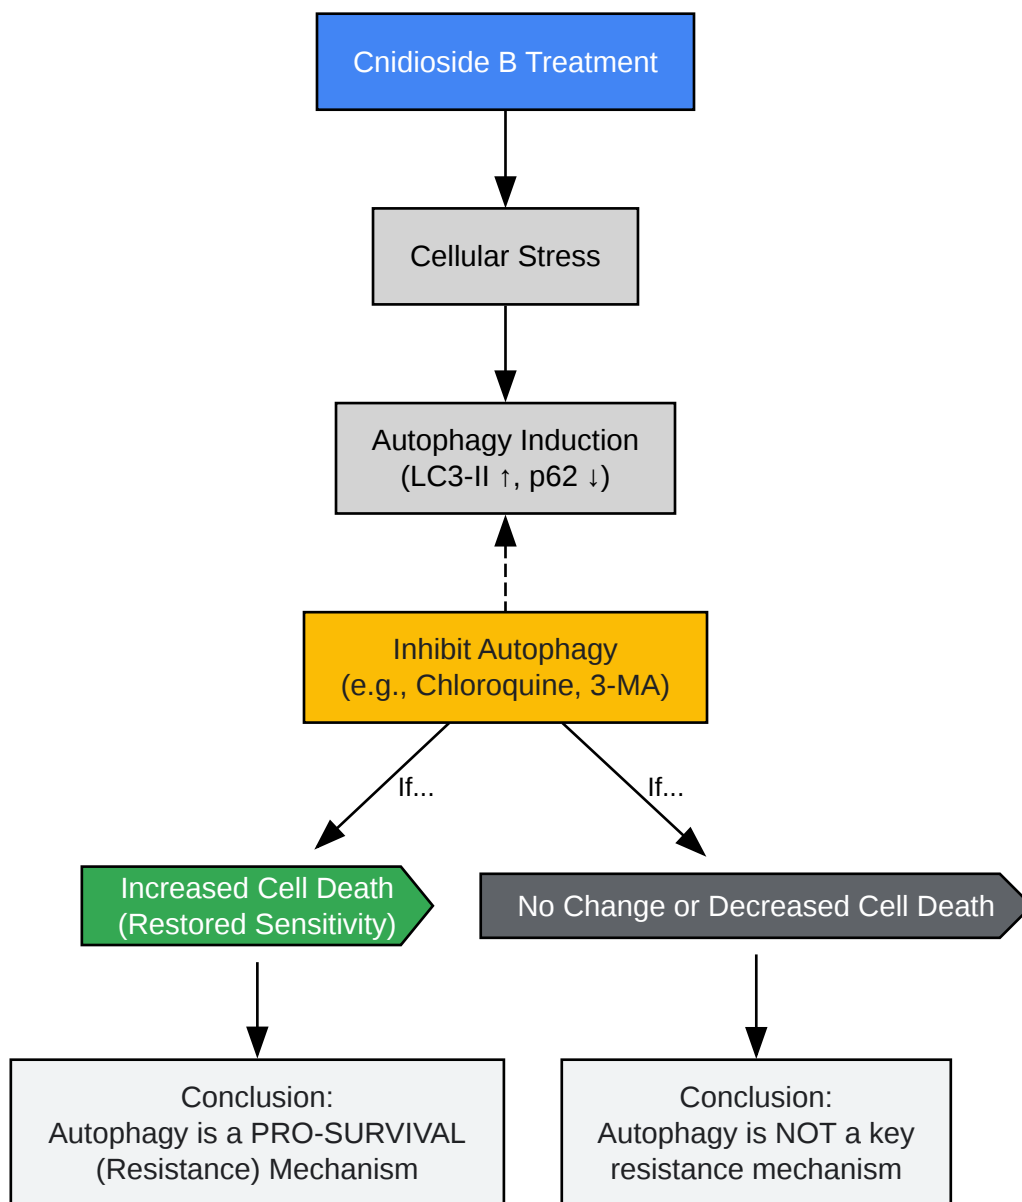 Cnidioside B Treatment
Cellular Stress
Autophagy Induction
(LC3-II ↑, p62 ↓)
Inhibit Autophagy
(e.g., Chloroquine, 3-MA)
If...
If...
Increased Cell Death
(Restored Sensitivity)
No Change or Decreased Cell Death
Conclusion:
Autophagy is a PRO-SURVIVAL
(Resistance) Mechanism
Conclusion:
Autophagy is NOT a key
resistance mechanism